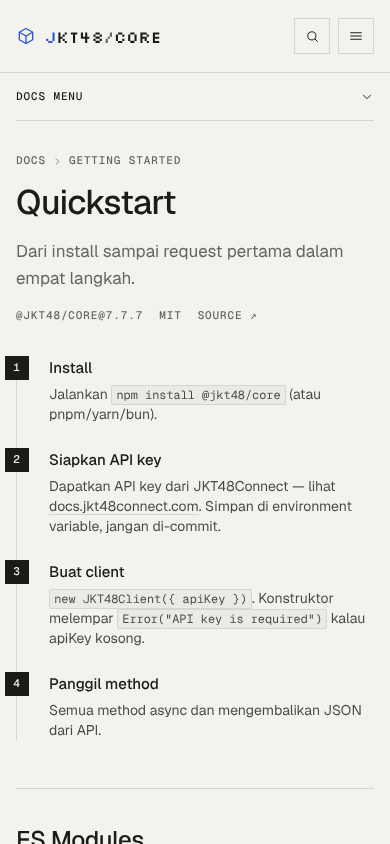 JKT48/CORE
DOCS MENU
DOCS > GETTING STARTED
Quickstart
Dari install sampai request pertama dalam
empat langkah.
@JKT48/CORE@7.7.7 MIT SOURCE ↗
1 Install
Jalankan npm install @jkt48/core (atau
pnpm/yarn/bun).
2 Siapkan API key
Dapatkan API key dari JKT48Connect — lihat
docs.jkt48connect.com. Simpan di environment
variable, jangan di-commit.
3 Buat client
new JKT48Client({ apiKey }). Konstruktor
melempar Error("API key is required") kalau
apiKey kosong.
4 Panggil method
Semua method async dan mengembalikan JSON
dari API.
ES Modules